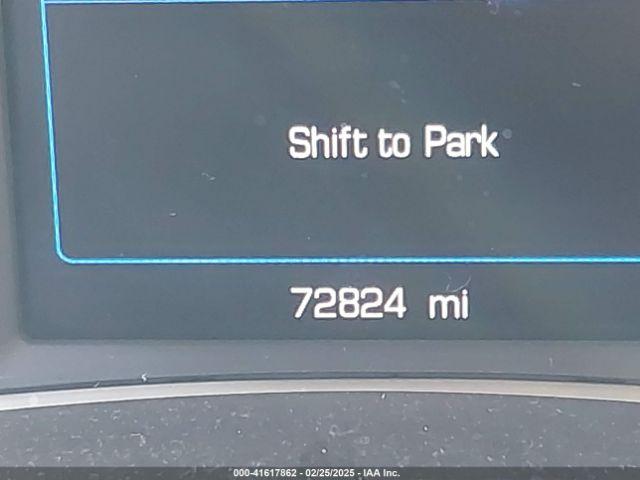 Shift to Park
72824 mi
000-41617862 - 02/25/2025 - IAA Inc.